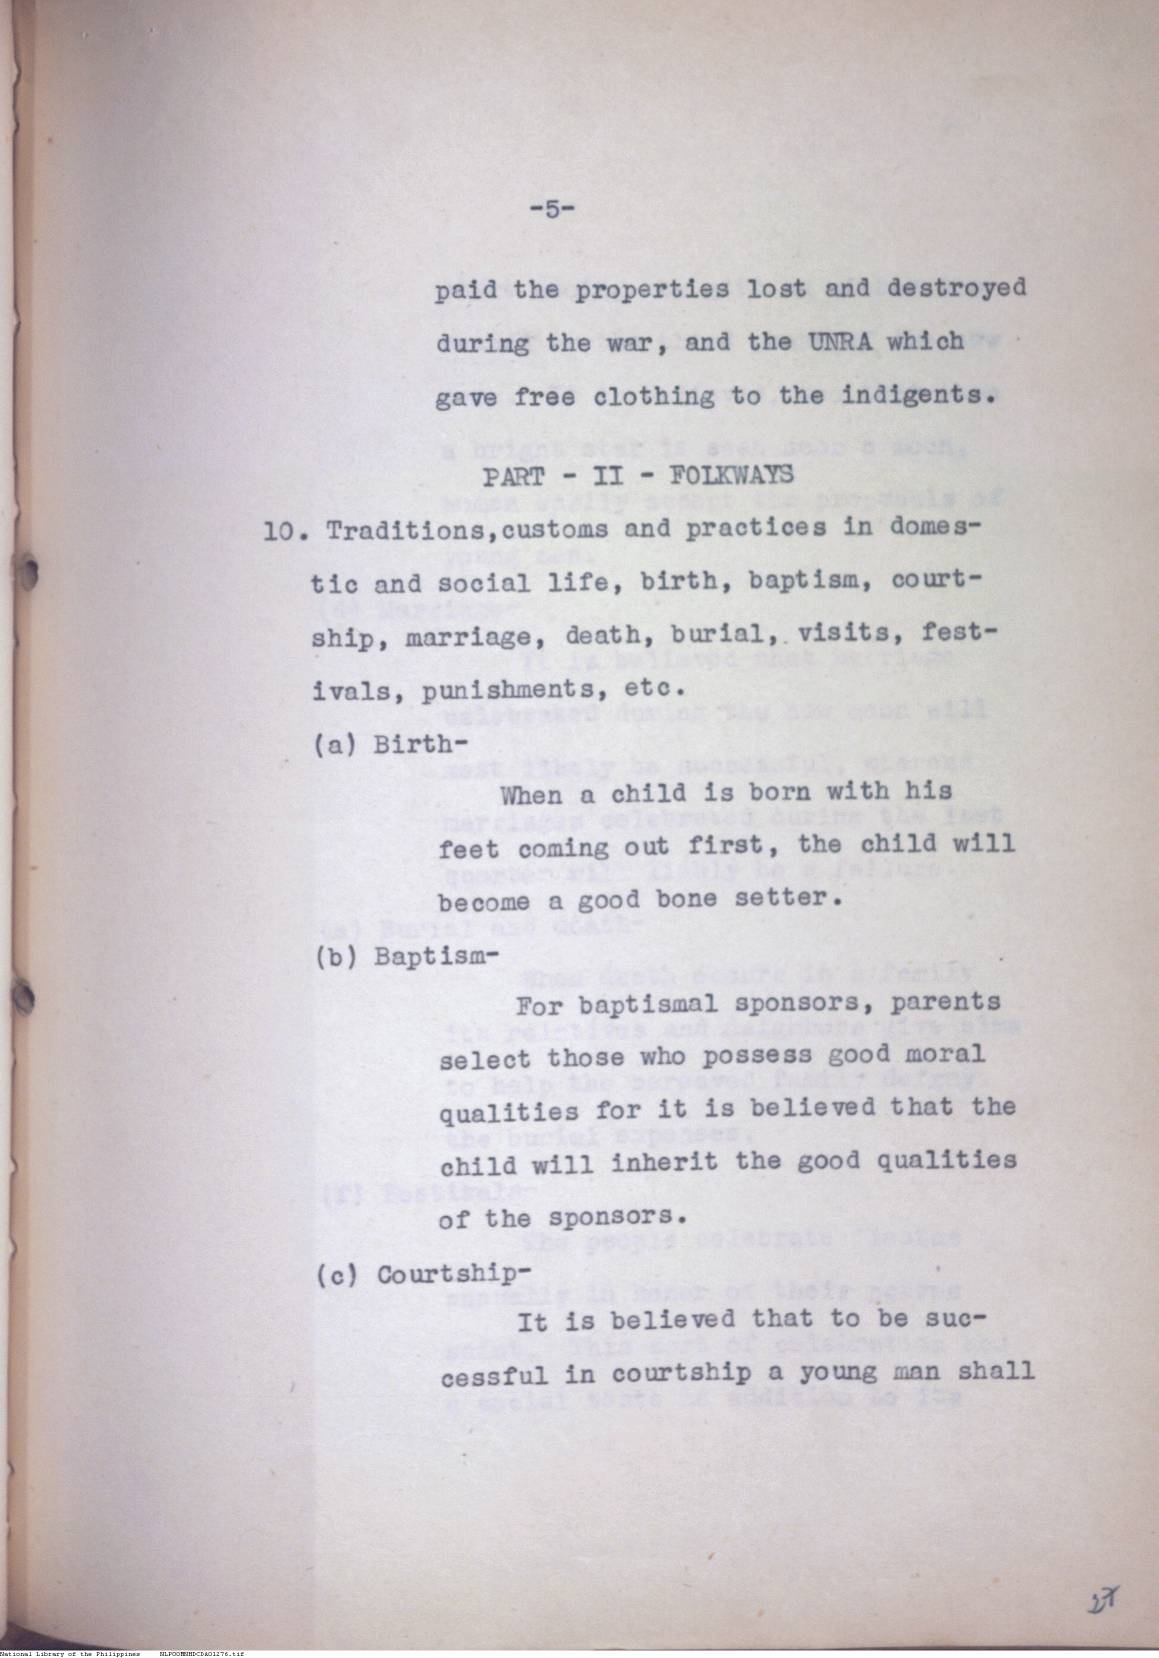 -5-
paid the properties lost and destroyed
during the war, and the UNRA which
gave free clothing to the indigents.
PART - II - FOLKWAYS
10. Traditions,customs and practices in domes-
tic and social life, birth, baptism, court-
ship, marriage, death, burial, visits, fest-
ivals, punishments, etc.
(a) Birth-
When a child is born with his
feet coming out first, the child will
become a good bone setter.
(b) Baptism-
For baptismal sponsors, parents
select those who possess good moral
qualities for it is believed that the
child will inherit the good qualities
of the sponsors.
(c) Courtship-
It is believed that to be suc-
cessful in courtship a young man shall
National Library of the Philippines